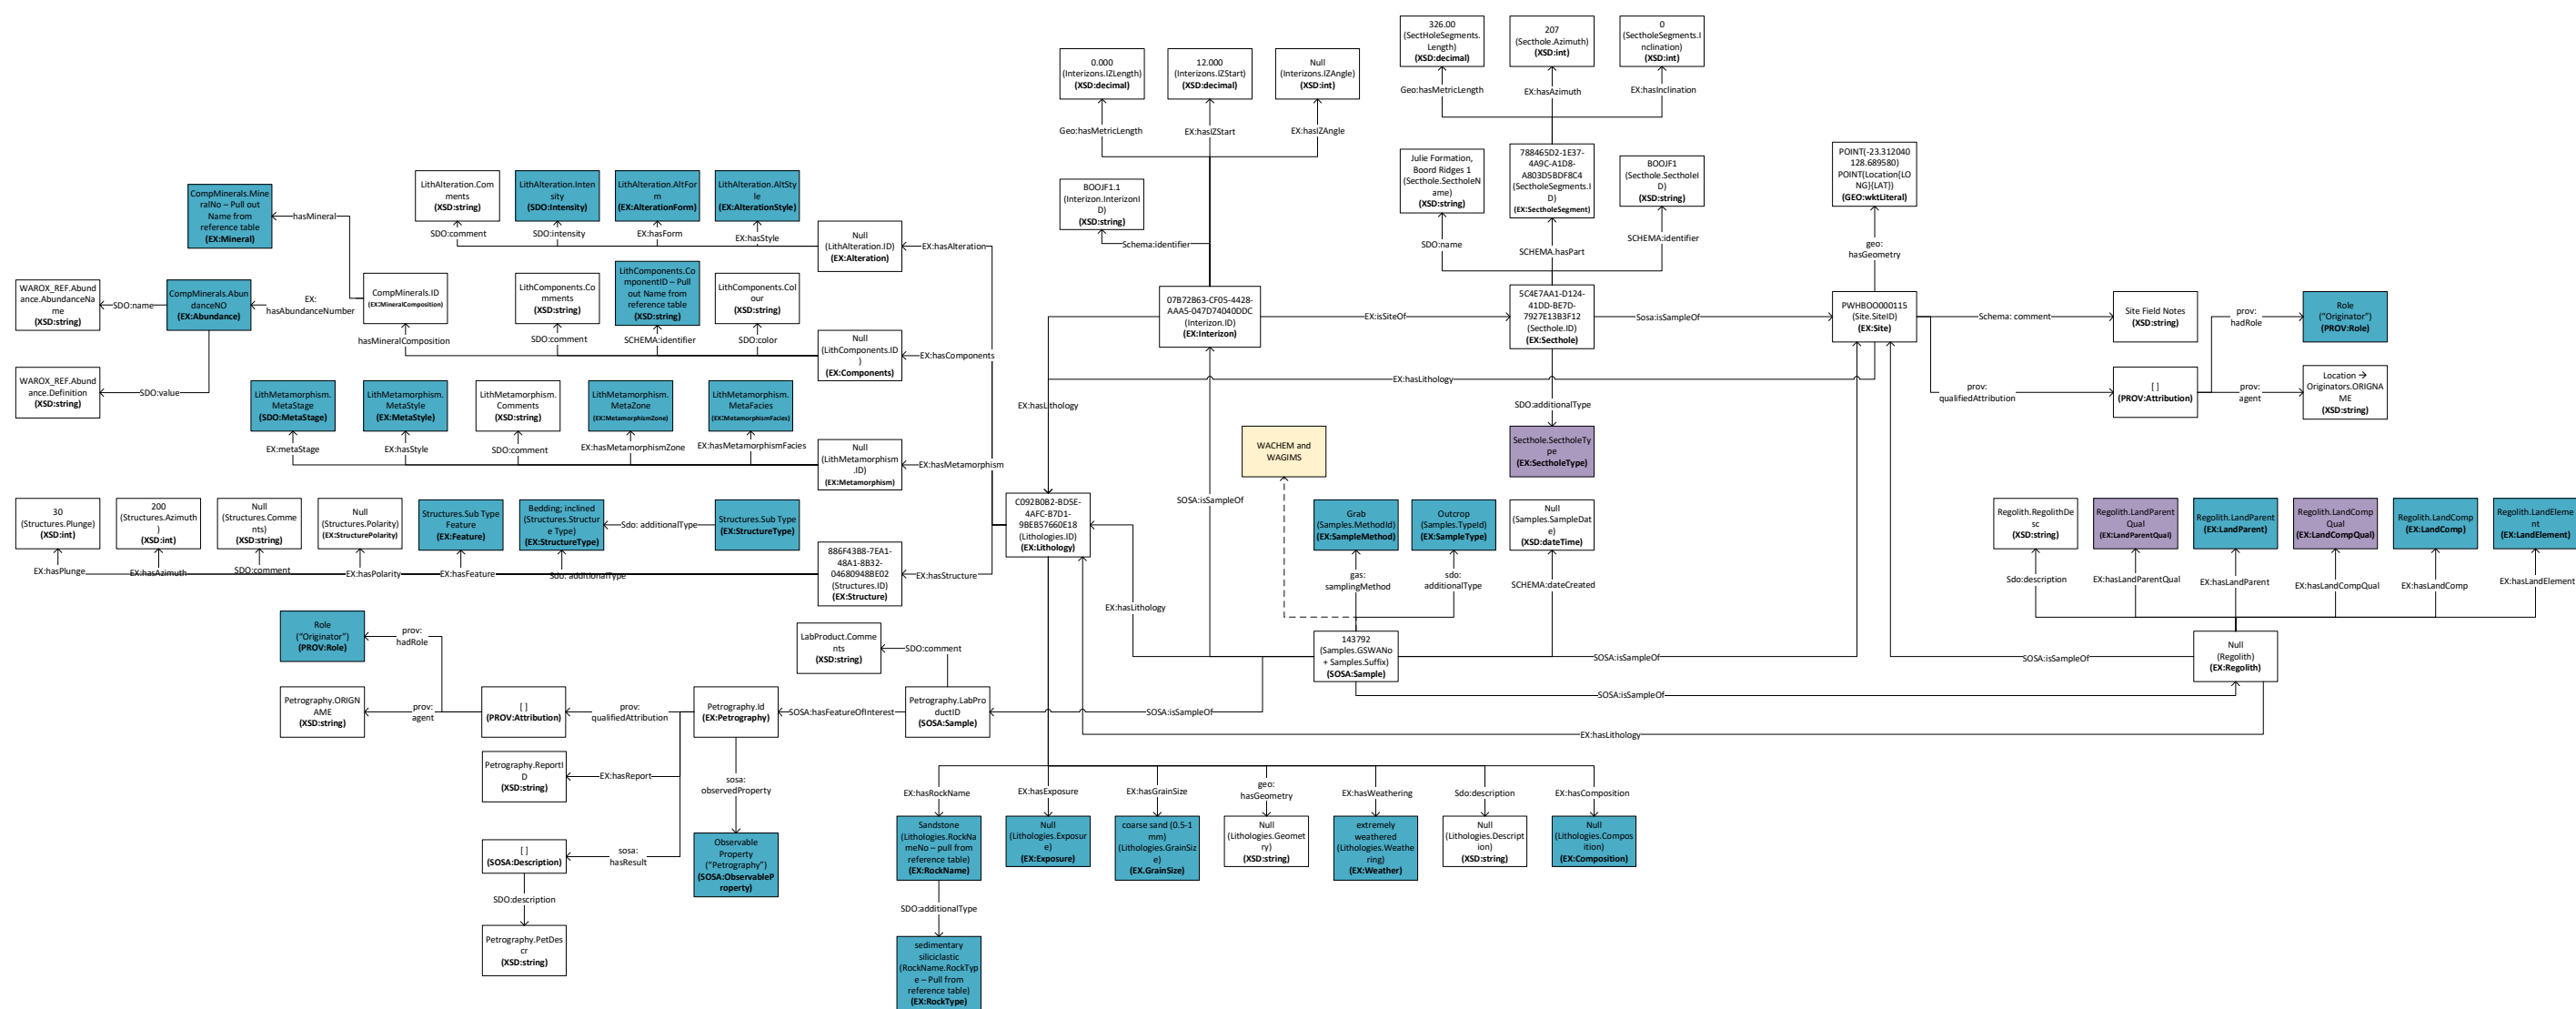 326.00
(SectHoleSegments.
Length)
(XSD:decimal)
207
(Secthole.Azimuth)
(XSD:int)
0
(SectholeSegments.I
nclination)
(XSD:int)
0.000
(Interizons.IZLength)
(XSD:decimal)
12.000
(Interizons.IZStart)
(XSD:decimal)
Null
(Interizons.IZAngle)
(XSD:int)
Geo:hasMetricLength
EX:hasAzimuth
EX:hasInclination
Geo:hasMetricLength
EX:hasIZStart
EX:hasIZAngle
BOOJF1.1
(Interizon.InterizonI
D)
(XSD:string)
Schema:identifier
Julie Formation,
Boord Ridges 1
(Secthole.SectholeN
ame)
(XSD:string)
788465D2-1E37-
4A9C-A1D8-
A803D5BDF8C4
(SectholeSegments.I
D)
(EX:SectholeSegment)
BOOJF1
(Secthole.SectholeI
D)
(XSD:string)
SDO:name
SCHEMA.hasPart
SCHEMA:identifier
POINT(-23.312040
128.689580)
POINT(Location{LO
NG}{LAT})
(GEO:wktLiteral)
geo:
hasGeometry
CompMinerals.Mine
ralNo – Pull out
Name from
reference table
(EX:Mineral)
hasMineral
LithAlteration.Com
ments
(XSD:string)
LithAlteration.Inten
sity
(SDO:Intensity)
LithAlteration.AltFor
m
(EX:AlterationForm)
LithAlteration.AltSty
le
(EX:AlterationStyle)
SDO:comment
SDO:intensity
EX:hasForm
EX:hasStyle
Null
(LithAlteration.ID)
(EX:Alteration)
EX:hasAlteration
WAROX_REF.Abund
ance.AbundanceNa
me
(XSD:string)
SDO:name
CompMinerals.Abun
danceNO
(EX:Abundance)
EX:
hasAbundanceNumber
CompMinerals.ID
(EX:MineralComposition)
hasMineralComposition
LithComponents.Co
mments
(XSD:string)
LithComponents.Co
mponentID – Pull
out Name from
reference table
(XSD:string)
LithComponents.Col
our
(XSD:string)
SDO:comment
SCHEMA:identifier
SDO:color
Null
(LithComponents.ID
)
(EX:Components)
EX:hasComponents
WAROX_REF.Abund
ance.Definition
(XSD:string)
SDO:value
LithMetamorphism.
MetaStage
(SDO:MetaStage)
LithMetamorphism.
MetaStyle
(EX:MetaStyle)
LithMetamorphism.
Comments
(XSD:string)
LithMetamorphism.
MetaZone
(EX:MetamorphismZone)
LithMetamorphism.
MetaFacies
(EX:MetamorphismFacies)
EX:metaStage
EX:hasStyle
SDO:comment
EX:hasMetamorphismZone
EX:hasMetamorphismFacies
Null
(LithMetamorphism
.ID)
(EX:Metamorphism)
EX:hasMetamorphism
30
(Structures.Plunge)
(XSD:int)
200
(Structures.Azimuth
)
(XSD:int)
Null
(Structures.Comme
nts)
(XSD:string)
Null
(Structures.Polarity)
(EX:StructurePolarity)
Structures.Sub Type
Feature
(EX:Feature)
Bedding; inclined
(Structures.Structur
e Type)
(EX:StructureType)
Sdo: additionalType
Structures.Sub Type
(EX:StructureType)
EX:hasPlunge
EX:hasAzimuth
SDO:comment
EX:hasPolarity
EX:hasFeature
Sdo: additionalType
886F43B8-7EA1-
48A1-8B32-
04680948BE02
(Structures.ID)
(EX:Structure)
EX:hasStructure
07B72B63-CF05-4428-
AAA5-047D74040DDC
(Interizon.ID)
(EX:Interizon)
EX:isSiteOf
5C4E7AA1-D124-
41DD-BE7D-
7927E13B3F12
(Secthole.ID)
(EX:Secthole)
Sosa:isSampleOf
PWHBOO000115
(Site.SiteID)
(EX:Site)
Schema: comment
Site Field Notes
(XSD:string)
prov:
hadRole
Role
("Originator")
(PROV:Role)
prov:
qualifiedAttribution
[ ]
(PROV:Attribution)
prov:
agent
Location →
Originators.ORIGNA
ME
(XSD:string)
EX:hasLithology
EX:hasLithology
SDO:additionalType
Secthole.SectholeTy
pe
(EX:SectholeType)
WACHEM and
WAGIMS
C092B0B2-BD5E-
4AFC-B7D1-
9BEB57660E18
(Lithologies.ID)
(EX:Lithology)
SOSA:isSampleOf
Grab
(Samples.MethodId)
(EX:SampleMethod)
Outcrop
(Samples.TypeId)
(EX:SampleType)
Null
(Samples.SampleDat
e)
(XSD:dateTime)
gas:
samplingMethod
sdo:
additionalType
SCHEMA:dateCreated
EX:hasLithology
Regolith.RegolithDe
sc
(XSD:string)
Regolith.LandParent
Qual
(EX:LandParentQual)
Regolith.LandParent
(EX:LandParent)
Regolith.LandComp
Qual
(EX:LandCompQual)
Regolith.LandComp
(EX:LandComp)
Regolith.LandEleme
nt
(EX:LandElement)
Sdo:description
EX:hasLandParentQual
EX:hasLandParent
EX:hasLandCompQual
EX:hasLandComp
EX:hasLandElement
143792
(Samples.GSWANo
+ Samples.Suffix)
(SOSA:Sample)
SOSA:isSampleOf
SOSA:isSampleOf
Null
(Regolith)
(EX:Regolith)
SOSA:isSampleOf
SOSA:isSampleOf
EX:hasLithology
Role
("Originator")
(PROV:Role)
prov:
hadRole
LabProduct.Comme
nts
(XSD:string)
SDO:comment
Petrography.ORIGN
AME
(XSD:string)
prov:
agent
[ ]
(PROV:Attribution)
prov:
qualifiedAttribution
Petrography.Id
(EX:Petrography)
SOSA:hasFeatureOfInterest
Petrography.LabPro
ductID
(SOSA:Sample)
Petrography.ReportI
D
(XSD:string)
EX:hasReport
sosa:
observedProperty
[ ]
(SOSA:Description)
sosa:
hasResult
Observable
Property
("Petrography")
(SOSA:ObservableP
roperty)
SDO:description
Petrography.PetDes
cr
(XSD:string)
EX:hasRockName
EX:hasExposure
EX:hasGrainSize
geo:
hasGeometry
EX:hasWeathering
Sdo:description
EX:hasComposition
Sandstone
(Lithologies.RockNa
meNo – pull from
reference table)
(EX:RockName)
Null
(Lithologies.Exposur
e)
(EX:Exposure)
coarse sand (0.5-1
mm)
(Lithologies.GrainSiz
e)
(EX.GrainSize)
Null
(Lithologies.Geomet
ry)
(XSD:string)
extremely
weathered
(Lithologies.Weathe
ring)
(EX:Weather)
Null
(Lithologies.Descript
ion)
(XSD:string)
Null
(Lithologies.Compos
ition)
(EX:Composition)
SDO:additionalType
sedimentary
siliciclastic
(RockName.RockTyp
e – Pull from
reference table)
(EX:RockType)